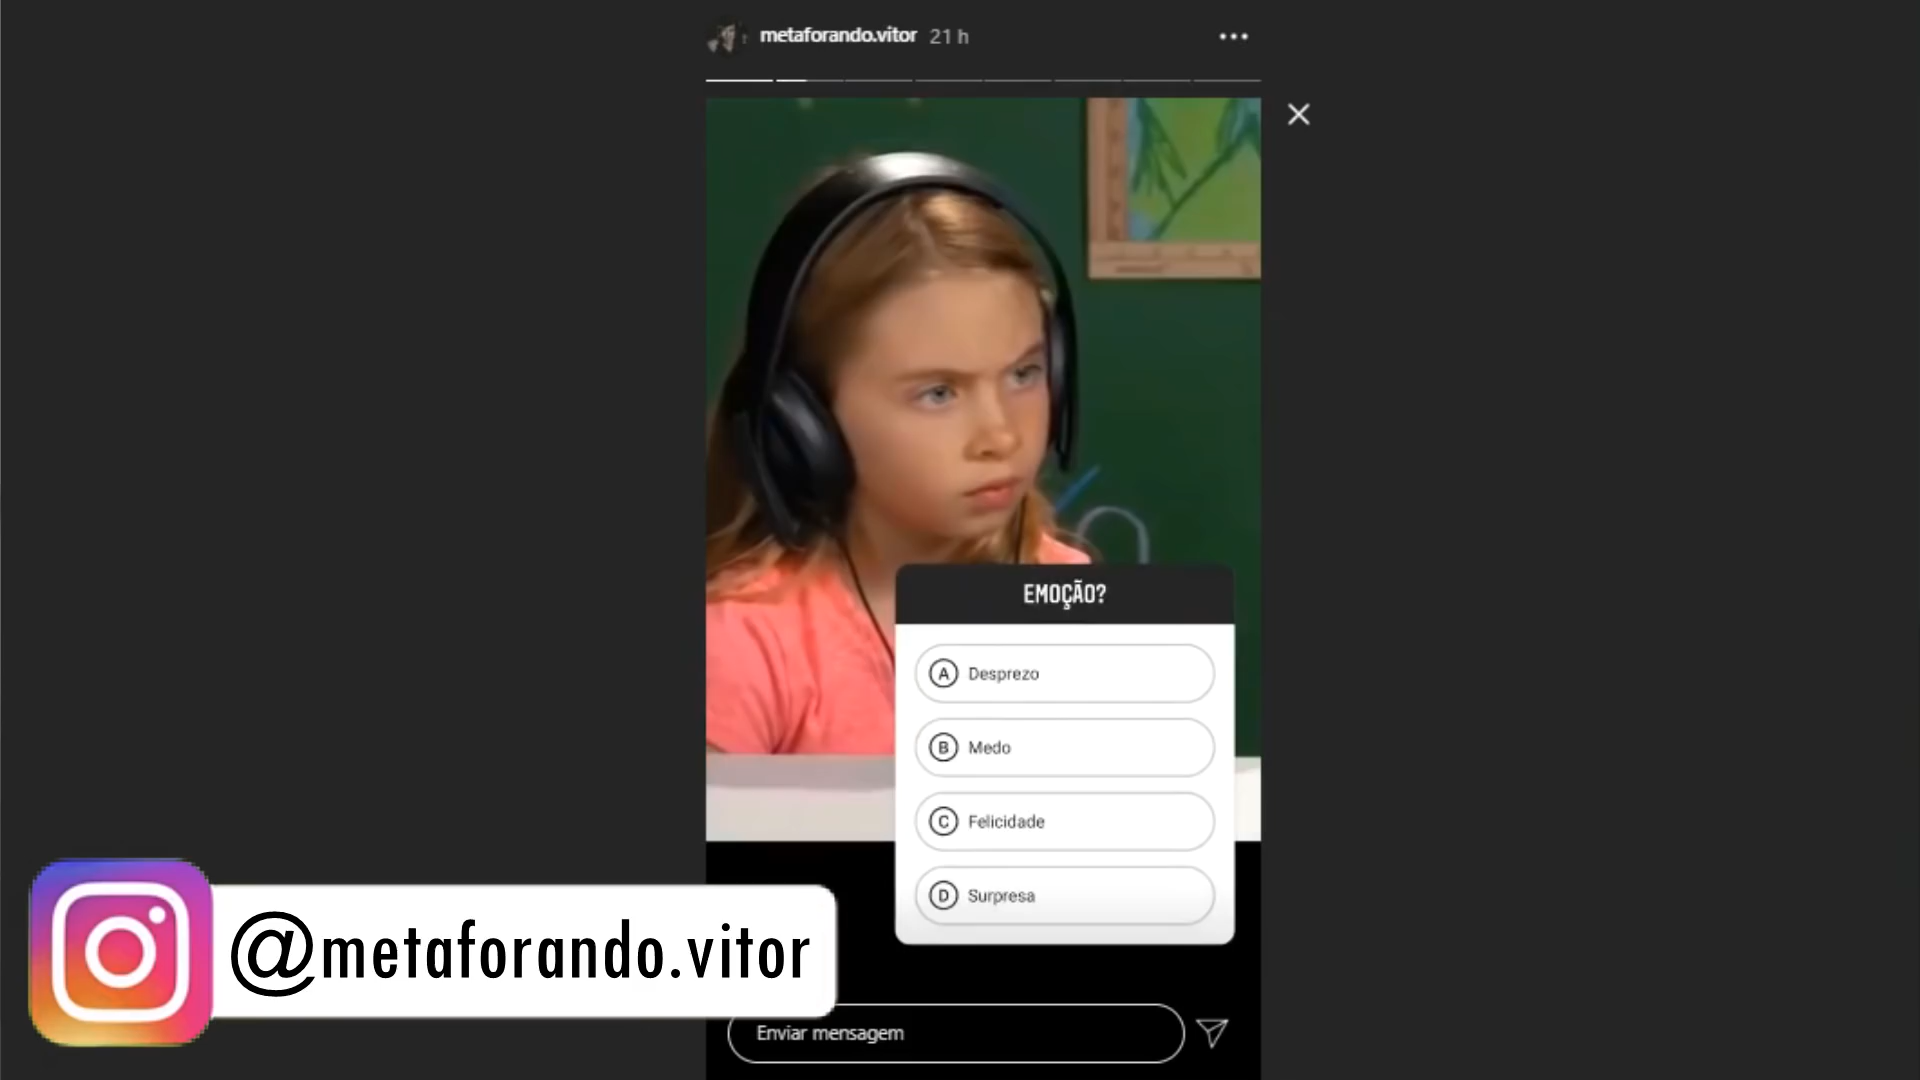 metaforando.vitor 21 h
EMOÇÃO?
A Desprezo
B Medo
C Felicidade
D Surpresa
@metaforando.vitor
Enviar mensagem